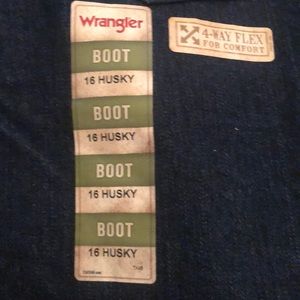 Wrangler
BOOT
16 HUSKY
BOOT
16 HUSKY
BOOT
16 HUSKY
BOOT
16 HUSKY
4-WAY FLEX
FOR COMFORT